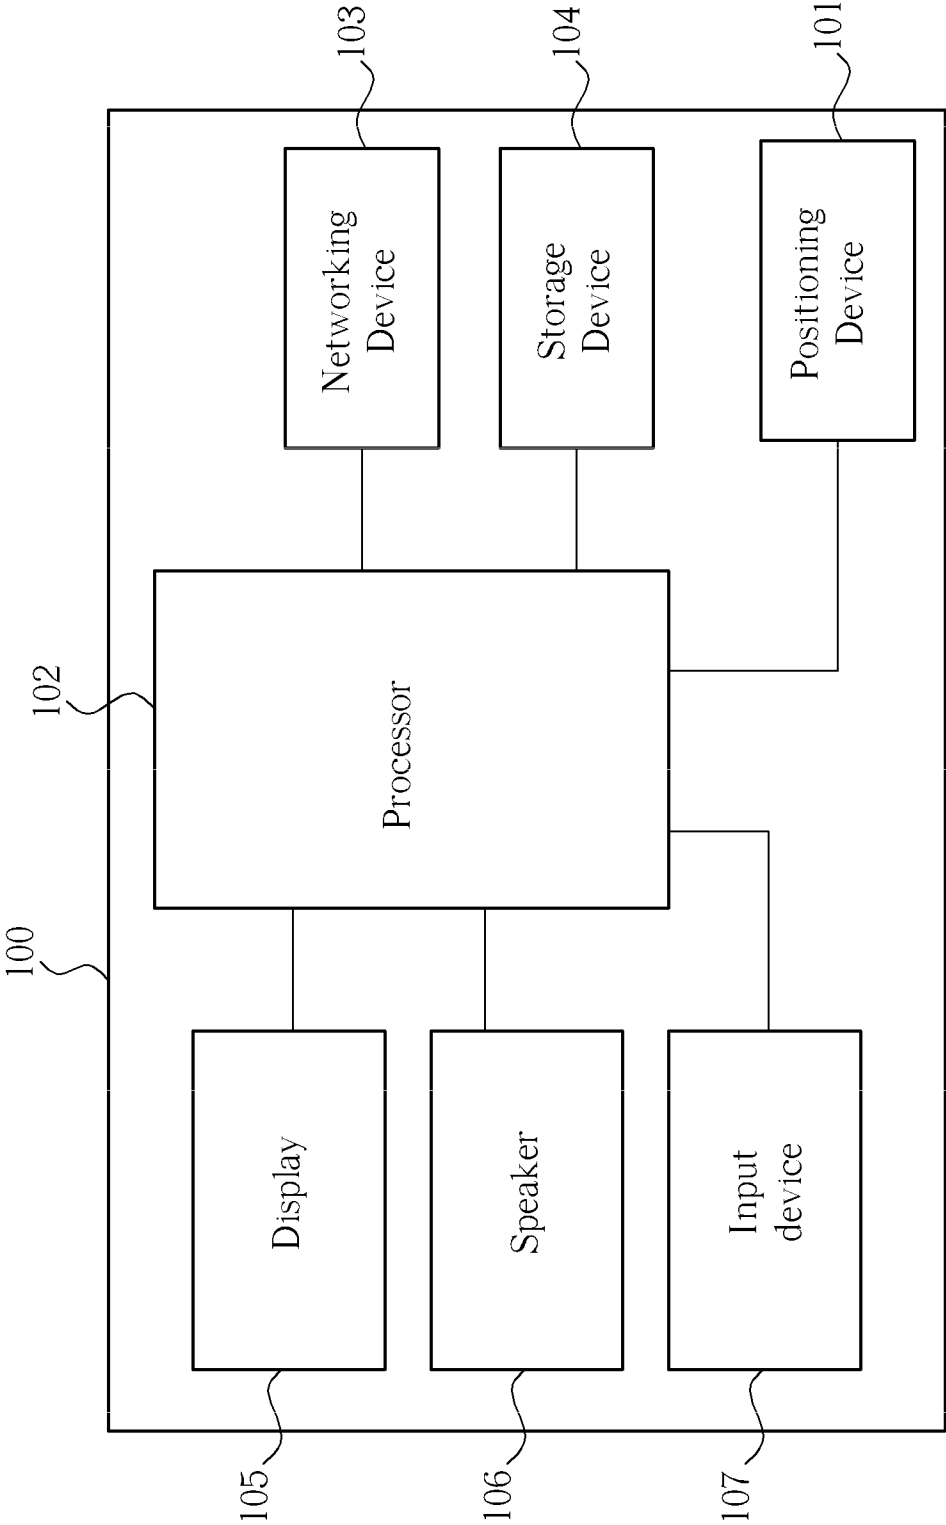 100
102
105
Display
Processor
Networking
Device
103
106
Speaker
Storage
Device
104
107
Input
device
Positioning
Device
101